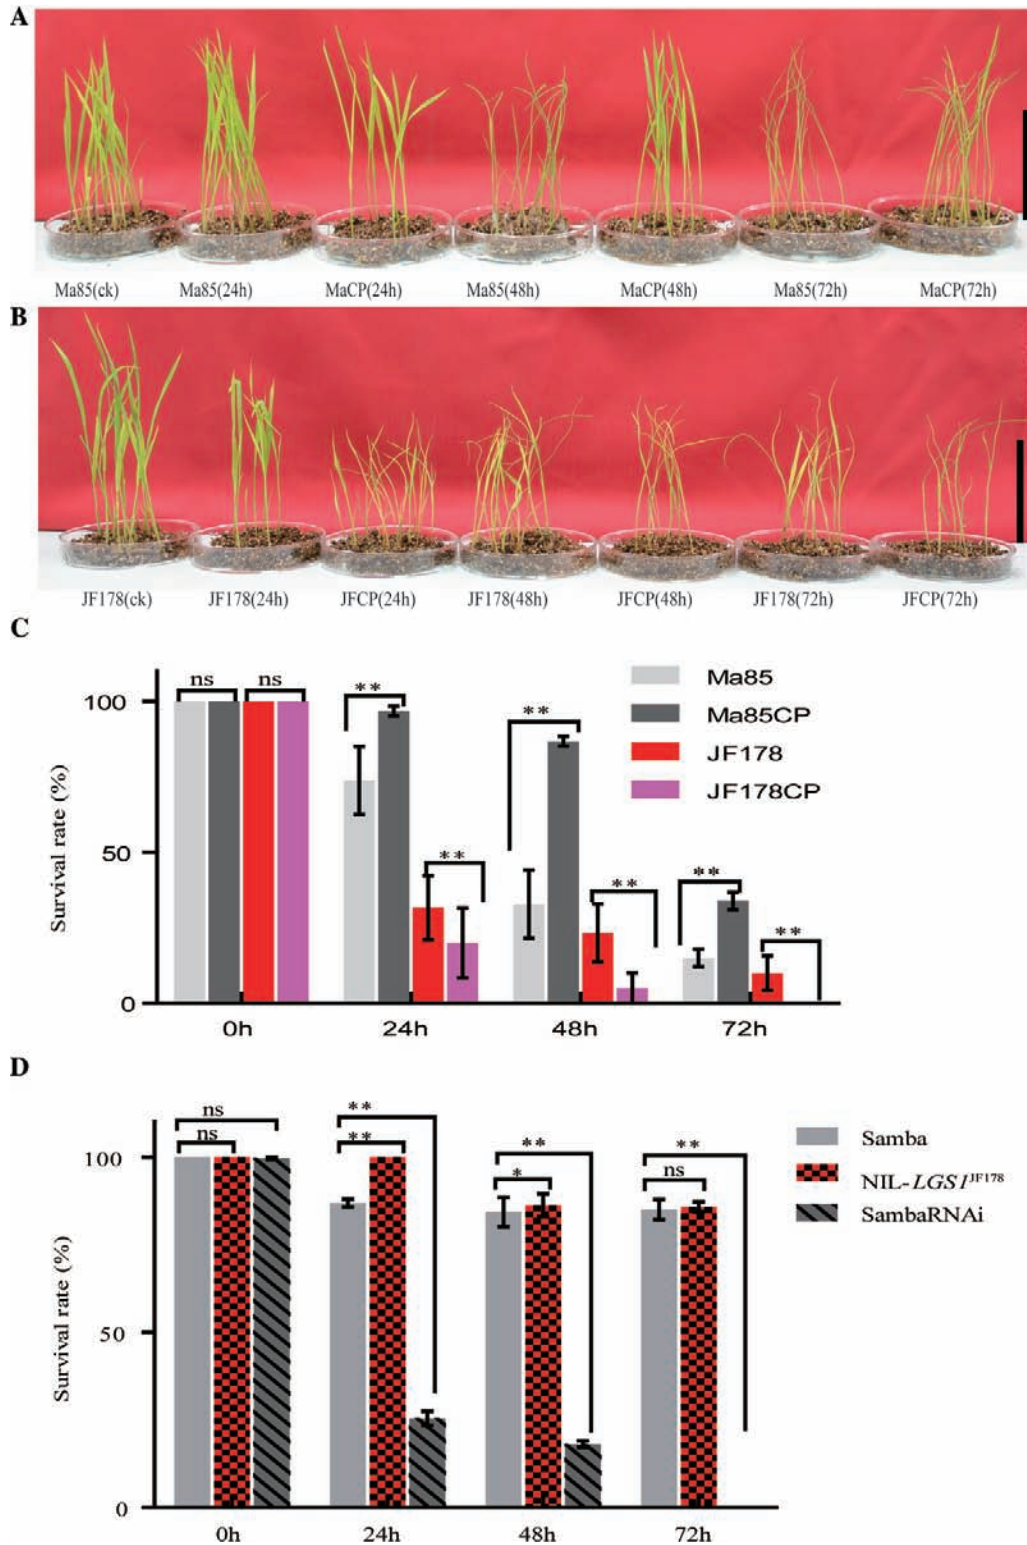 A
Ma85(ck) Ma85(24h) MaCP(24h) Ma85(48h) MaCP(48h) Ma85(72h) MaCP(72h)
B
JF178(ck) JF178(24h) JFCP(24h) JF178(48h) JFCP(48h) JF178(72h) JFCP(72h)
C
Survival rate (%)
100
50
0
ns ns
** **
** **
** **
0h 24h 48h 72h
Ma85
Ma85CP
JF178
JF178CP
D
Survival rate (%)
100
50
0
ns
ns
**
**
**
*
**
ns
0h 24h 48h 72h
Samba
NIL-LGS1JF178
SambaRNAi